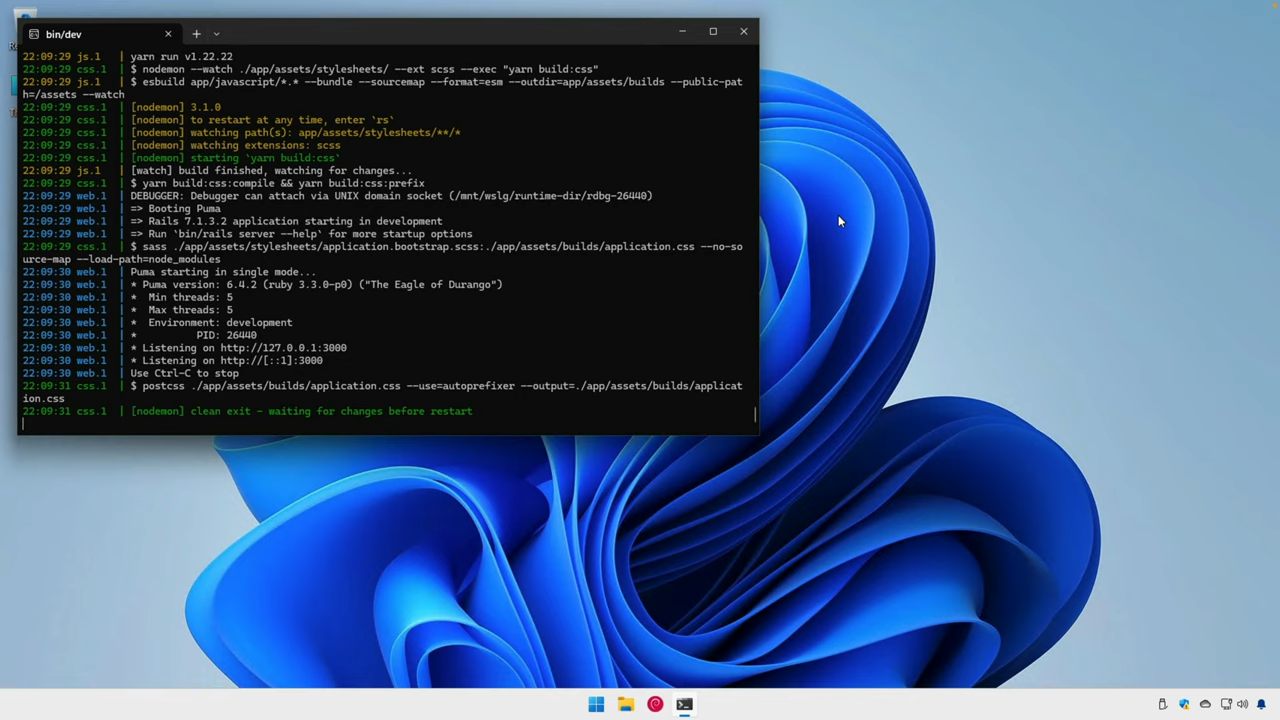 bin/dev
22:09:29 js.1   | yarn run v1.22.22
22:09:29 css.1  | $ nodemon --watch ./app/assets/stylesheets/ --ext scss --exec "yarn build:css"
22:09:29 js.1   | $ esbuild app/javascript/*.* --bundle --sourcemap --format=esm --outdir=app/assets/builds --public-pat
h=/assets --watch
22:09:29 css.1  | [nodemon] 3.1.0
22:09:29 css.1  | [nodemon] to restart at any time, enter `rs`
22:09:29 css.1  | [nodemon] watching path(s): app/assets/stylesheets/**/*
22:09:29 css.1  | [nodemon] watching extensions: scss
22:09:29 css.1  | [nodemon] starting `yarn build:css`
22:09:29 js.1   | [watch] build finished, watching for changes...
22:09:29 css.1  | $ yarn build:css:compile && yarn build:css:prefix
22:09:29 web.1  | DEBUGGER: Debugger can attach via UNIX domain socket (/mnt/wslg/runtime-dir/rdbg-26440)
22:09:29 web.1  | => Booting Puma
22:09:29 web.1  | => Rails 7.1.3.2 application starting in development
22:09:29 web.1  | => Run `bin/rails server --help` for more startup options
22:09:29 css.1  | $ sass ./app/assets/stylesheets/application.bootstrap.scss:./app/assets/builds/application.css --no-so
urce-map --load-path=node_modules
22:09:30 web.1  | Puma starting in single mode...
22:09:30 web.1  | * Puma version: 6.4.2 (ruby 3.3.0-p0) ("The Eagle of Durango")
22:09:30 web.1  | *  Min threads: 5
22:09:30 web.1  | *  Max threads: 5
22:09:30 web.1  | *  Environment: development
22:09:30 web.1  | *          PID: 26440
22:09:30 web.1  | * Listening on http://127.0.0.1:3000
22:09:30 web.1  | * Listening on http://[::1]:3000
22:09:30 web.1  | Use Ctrl-C to stop
22:09:31 css.1  | $ postcss ./app/assets/builds/application.css --use=autoprefixer --output=./app/assets/builds/applicat
ion.css
22:09:31 css.1  | [nodemon] clean exit - waiting for changes before restart